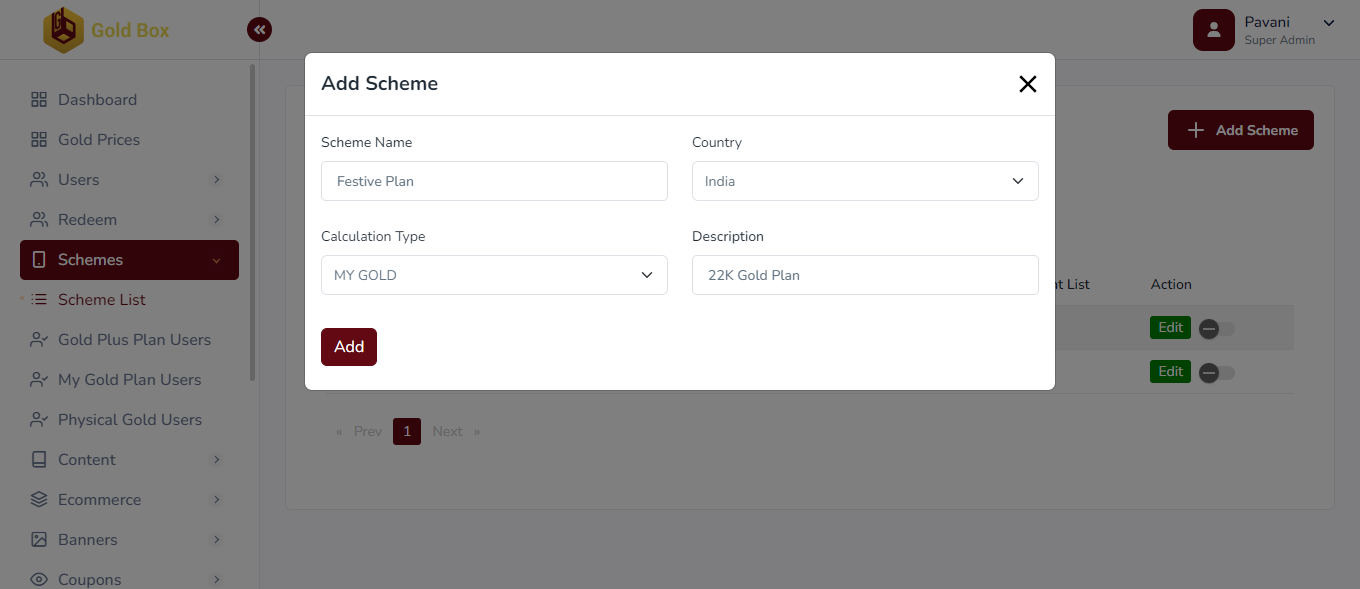 Gold Box
Pavani
Super Admin
Dashboard
Gold Prices
Users
Redeem
Schemes
Scheme List
Gold Plus Plan Users
My Gold Plan Users
Physical Gold Users
Content
Ecommerce
Banners
Coupons
Add Scheme
Add Scheme
Scheme Name
Country
Festive Plan
India
Calculation Type
Description
MY GOLD
22K Gold Plan
Add
List
Action
Edit
Edit
« Prev 1 Next »